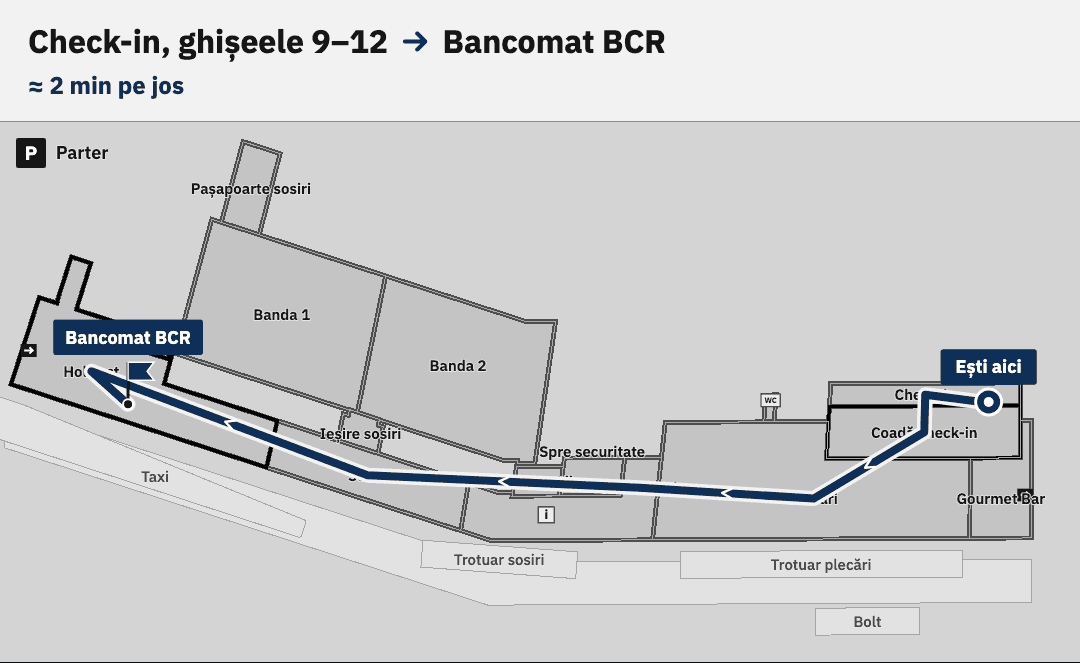 Check-in, ghișeele 9–12 → Bancomat BCR
≈ 2 min pe jos
P Parter
Pașapoarte sosiri
Banda 1
Bancomat BCR
Banda 2
Ești aici
WC
Ieșire sosiri
Coadă
Spre securitate
Taxi
i
Gourmet Bar
Trotuar sosiri
Trotuar plecări
Bolt